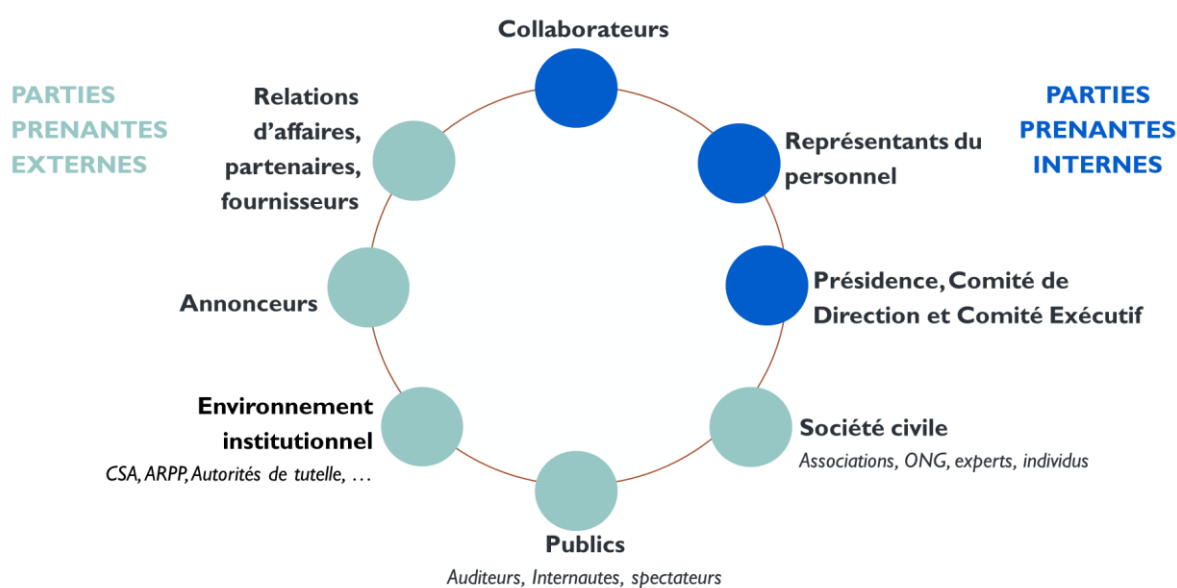 Collaborateurs
PARTIES
PRENANTES
EXTERNES
Relations
d’affaires,
partenaires,
fournisseurs
PARTIES
PRENANTES
INTERNES
Représentants du
personnel
Annonceurs
Présidence, Comité de
Direction et Comité Exécutif
Environnement
institutionnel
CSA, ARPP, Autorités de tutelle, …
Société civile
Associations, ONG, experts, individus
Publics
Auditeurs, Internautes, spectateurs